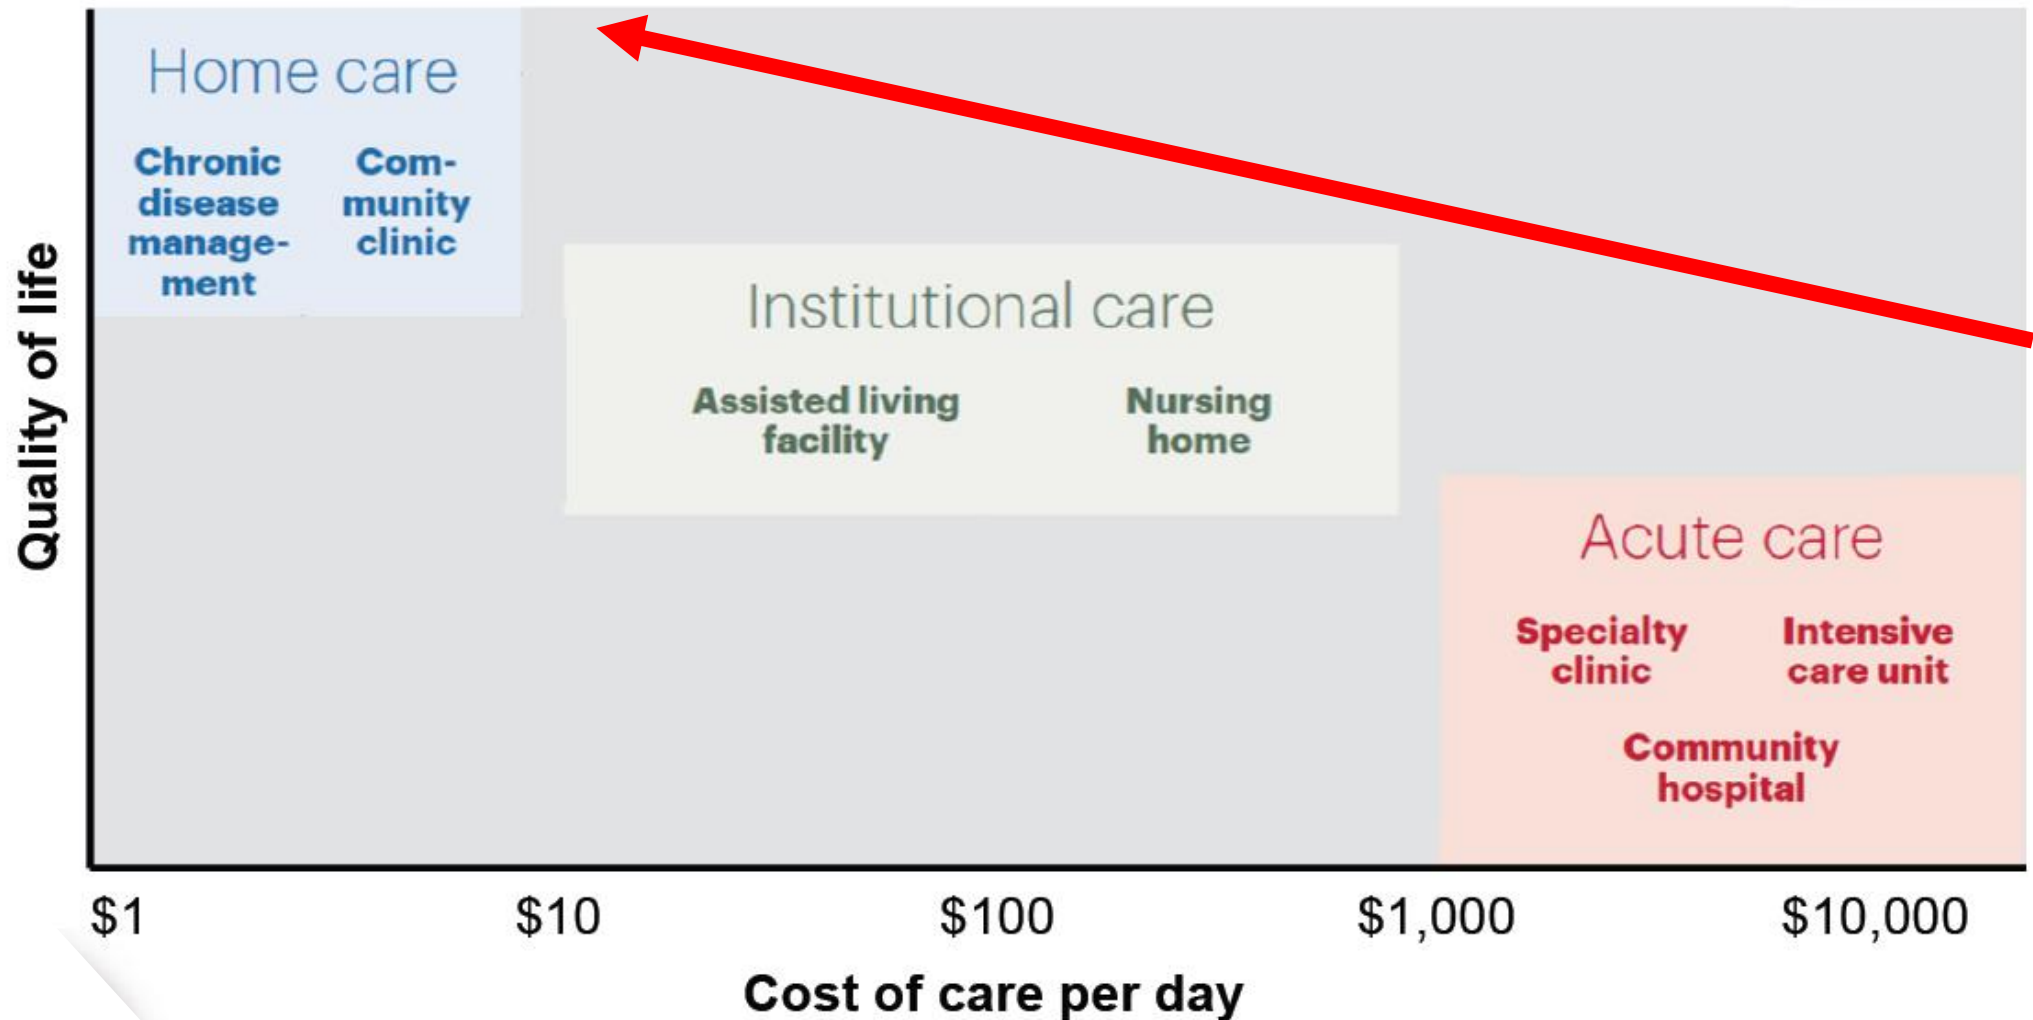 Home care
Chronic
disease
manage-
ment
Com-
munity
clinic
Institutional care
Assisted living
facility
Nursing
home
Acute care
Specialty
clinic
Intensive
care unit
Community
hospital
Quality of life
$1 $10 $100 $1,000 $10,000
Cost of care per day